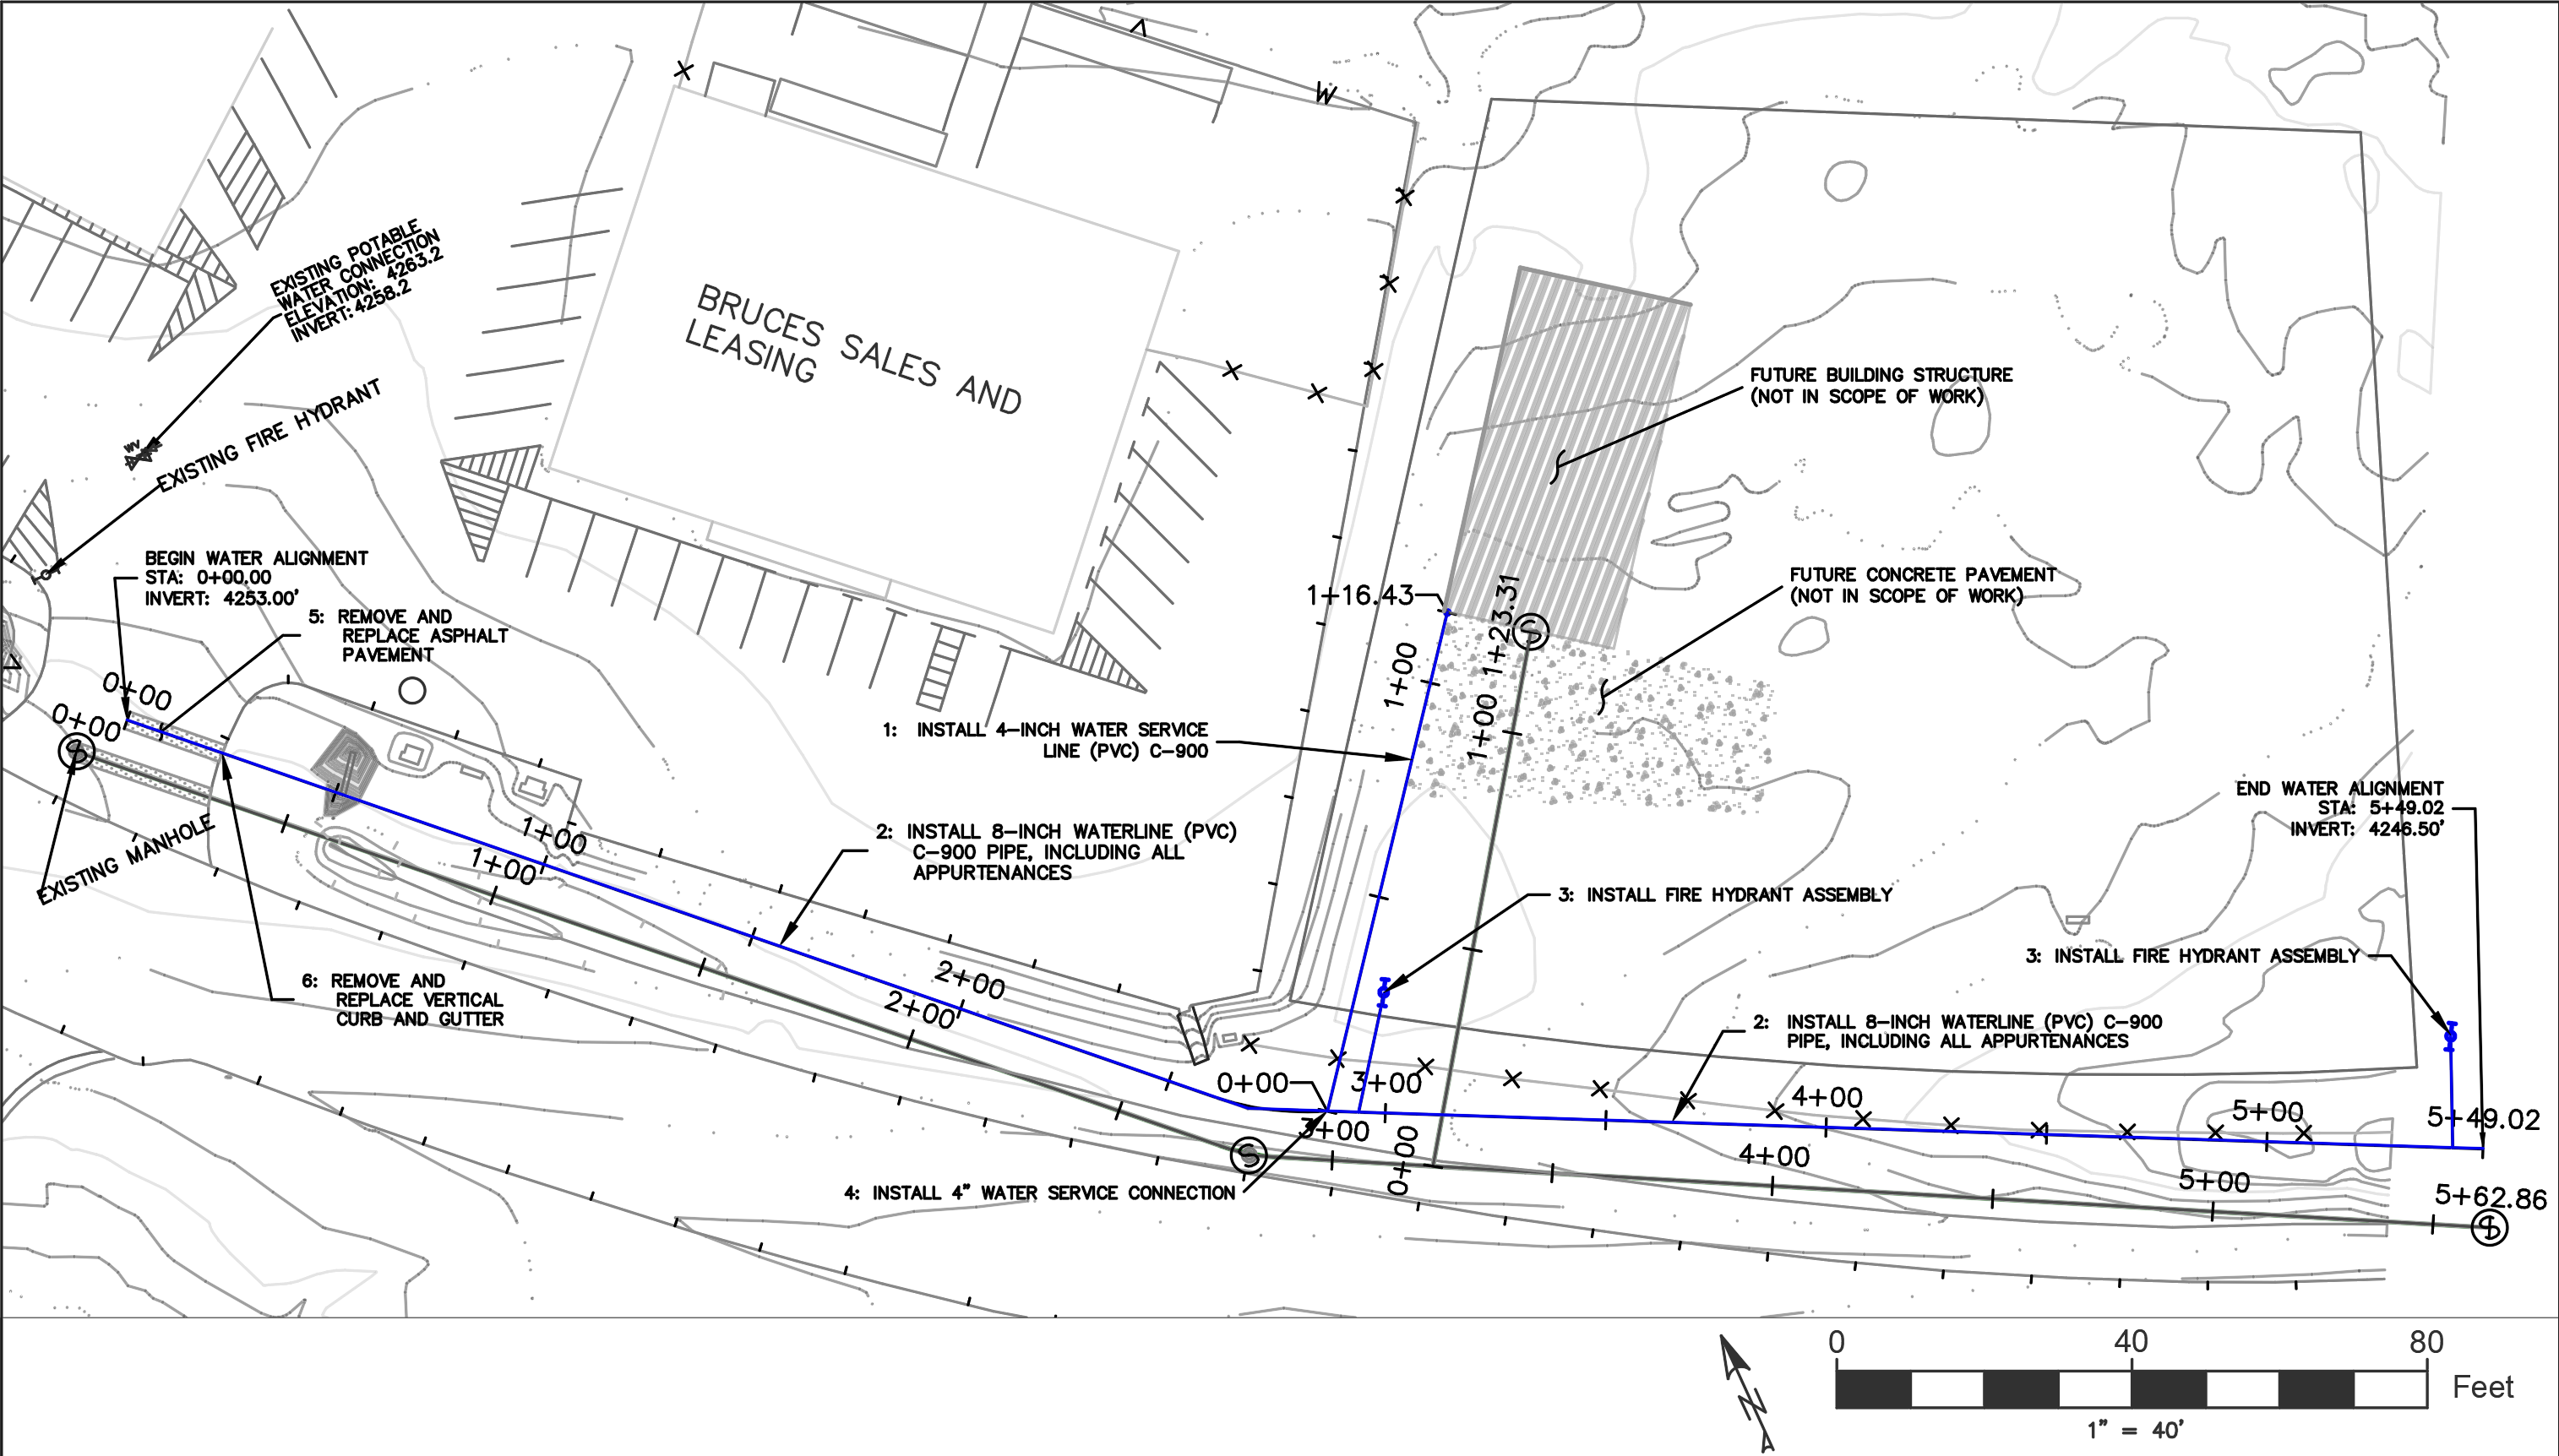 W
EXISTING POTABLE
WATER CONNECTION
ELEVATION: 4263.2
INVERT: 4258.2
BRUCES SALES AND
LEASING
FUTURE BUILDING STRUCTURE
(NOT IN SCOPE OF WORK)
WV
EXISTING FIRE HYDRANT
BEGIN WATER ALIGNMENT
STA: 0+00.00
INVERT: 4253.00'
5: REMOVE AND
REPLACE ASPHALT
PAVEMENT
1+16.43
1+23.31
S
FUTURE CONCRETE PAVEMENT
(NOT IN SCOPE OF WORK)
0+00
0+00
S
1+00
1+00
1: INSTALL 4-INCH WATER SERVICE
LINE (PVC) C-900
END WATER ALIGNMENT
STA: 5+49.02
INVERT: 4246.50'
EXISTING MANHOLE
1+00
1+00
2: INSTALL 8-INCH WATERLINE (PVC)
C-900 PIPE, INCLUDING ALL
APPURTENANCES
3: INSTALL FIRE HYDRANT ASSEMBLY
3: INSTALL FIRE HYDRANT ASSEMBLY
6: REMOVE AND
REPLACE VERTICAL
CURB AND GUTTER
2+00
2+00
2: INSTALL 8-INCH WATERLINE (PVC) C-900
PIPE, INCLUDING ALL APPURTENANCES
0+00
3+00
4+00
5+00
5+49.02
3+00
0+00
4+00
5+00
S
4: INSTALL 4" WATER SERVICE CONNECTION
5+62.86
S
0 40 80
Feet
1" = 40'
N